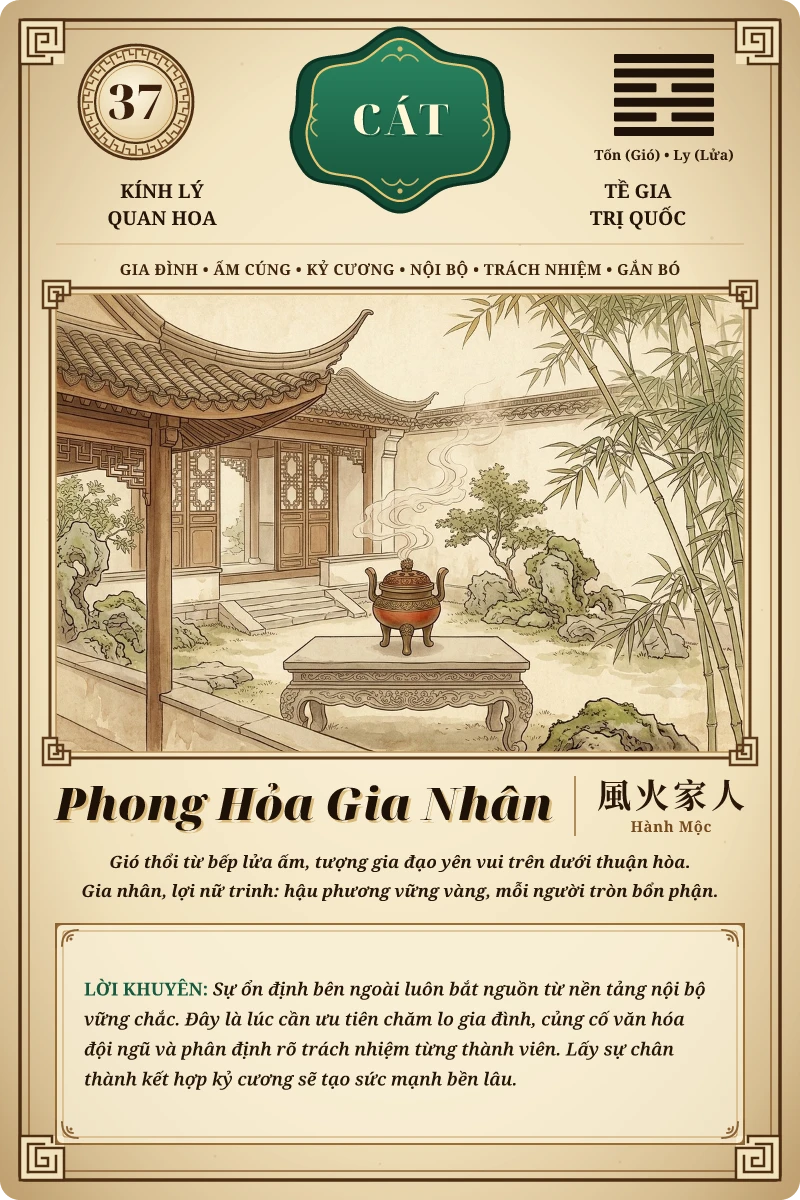 37
CÁT
Tốn (Gió) • Ly (Lửa)
KÍNH LÝ
QUAN HOA
TỀ GIA
TRỊ QUỐC
GIA ĐÌNH • ẤM CÚNG • KỶ CƯƠNG • NỘI BỘ • TRÁCH NHIỆM • GẮN BÓ
Phong Hỏa Gia Nhân
風火家人
Hành Mộc
Gió thổi từ bếp lửa ấm, tượng gia đạo yên vui trên dưới thuận hòa.
Gia nhân, lợi nữ trinh: hậu phương vững vàng, mỗi người tròn bổn phận.
LỜI KHUYÊN: Sự ổn định bên ngoài luôn bắt nguồn từ nền tảng nội bộ
vững chắc. Đây là lúc cần ưu tiên chăm lo gia đình, củng cố văn hóa
đội ngũ và phân định rõ trách nhiệm từng thành viên. Lấy sự chân
thành kết hợp kỷ cương sẽ tạo sức mạnh bền lâu.